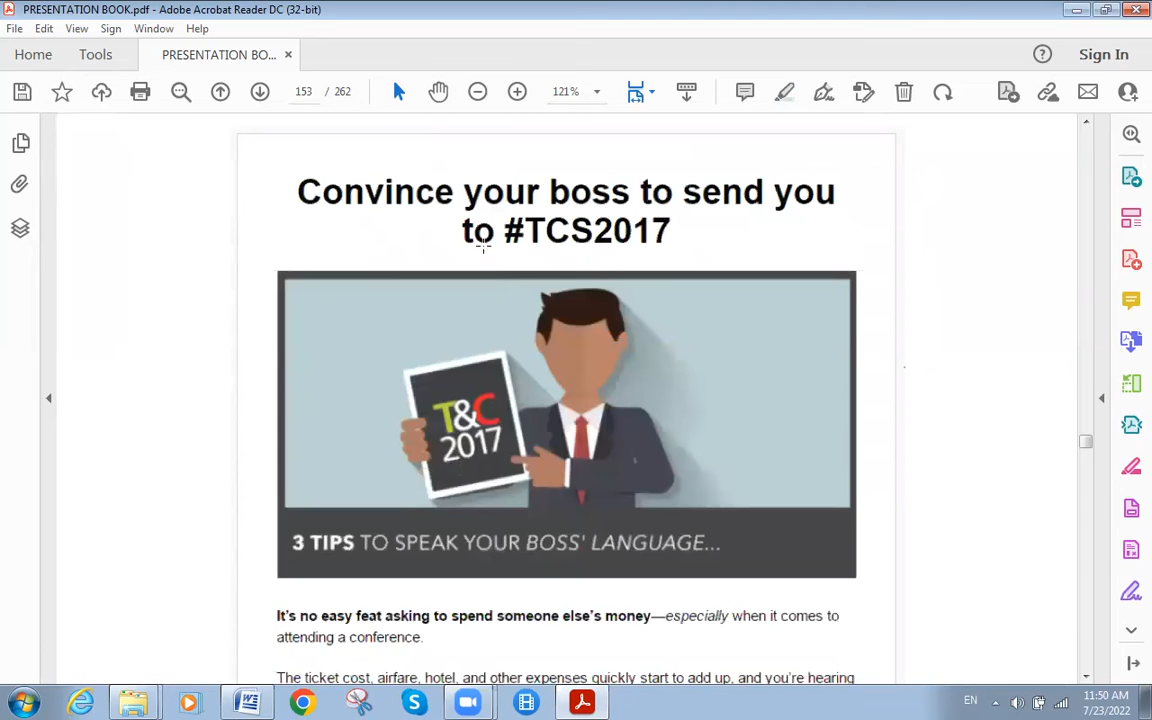 PRESENTATION BOOK.pdf - Adobe Acrobat Reader DC (32-bit)
File Edit View Sign Window Help
Home Tools PRESENTATION BO... × Sign In
153 / 262 121%
Convince your boss to send you
to #TCS2017
T&C
2017
3 TIPS TO SPEAK YOUR BOSS' LANGUAGE...
It's no easy feat asking to spend someone else's money—especially when it comes to
attending a conference.
The ticket cost, airfare, hotel, and other expenses quickly start to add up, and you're hearing
EN 11:50 AM
7/23/2022